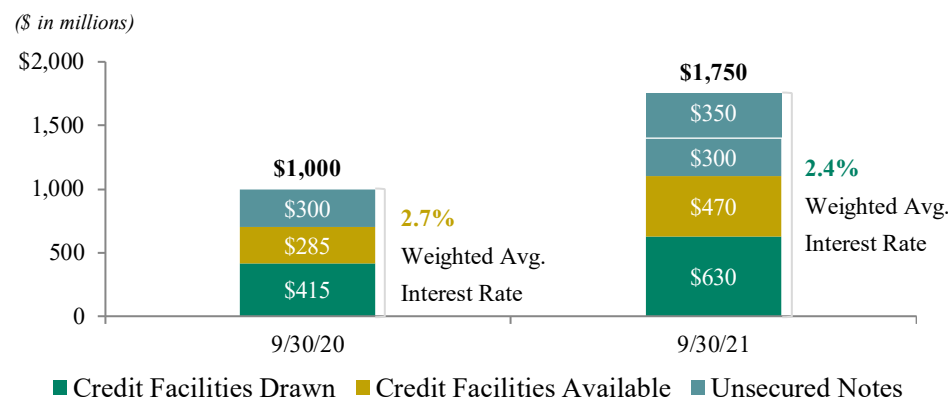 ($ in millions)
$2,000
1,500
1,000
500
0
$1,000
$300
$285
$415
2.7%
Weighted Avg.
Interest Rate
$1,750
$350
$300
$470
$630
2.4%
Weighted Avg.
Interest Rate
9/30/20
9/30/21
Credit Facilities Drawn
Credit Facilities Available
Unsecured Notes